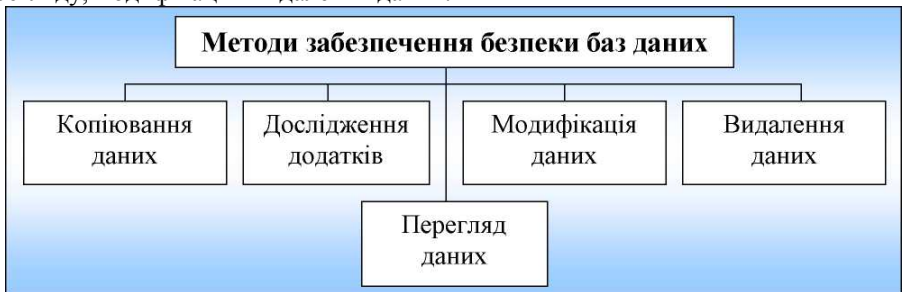 Методи забезпечення безпеки баз даних
Копіювання
даних
Дослідження
додатків
Модифікація
даних
Видалення
даних
Перегляд
даних